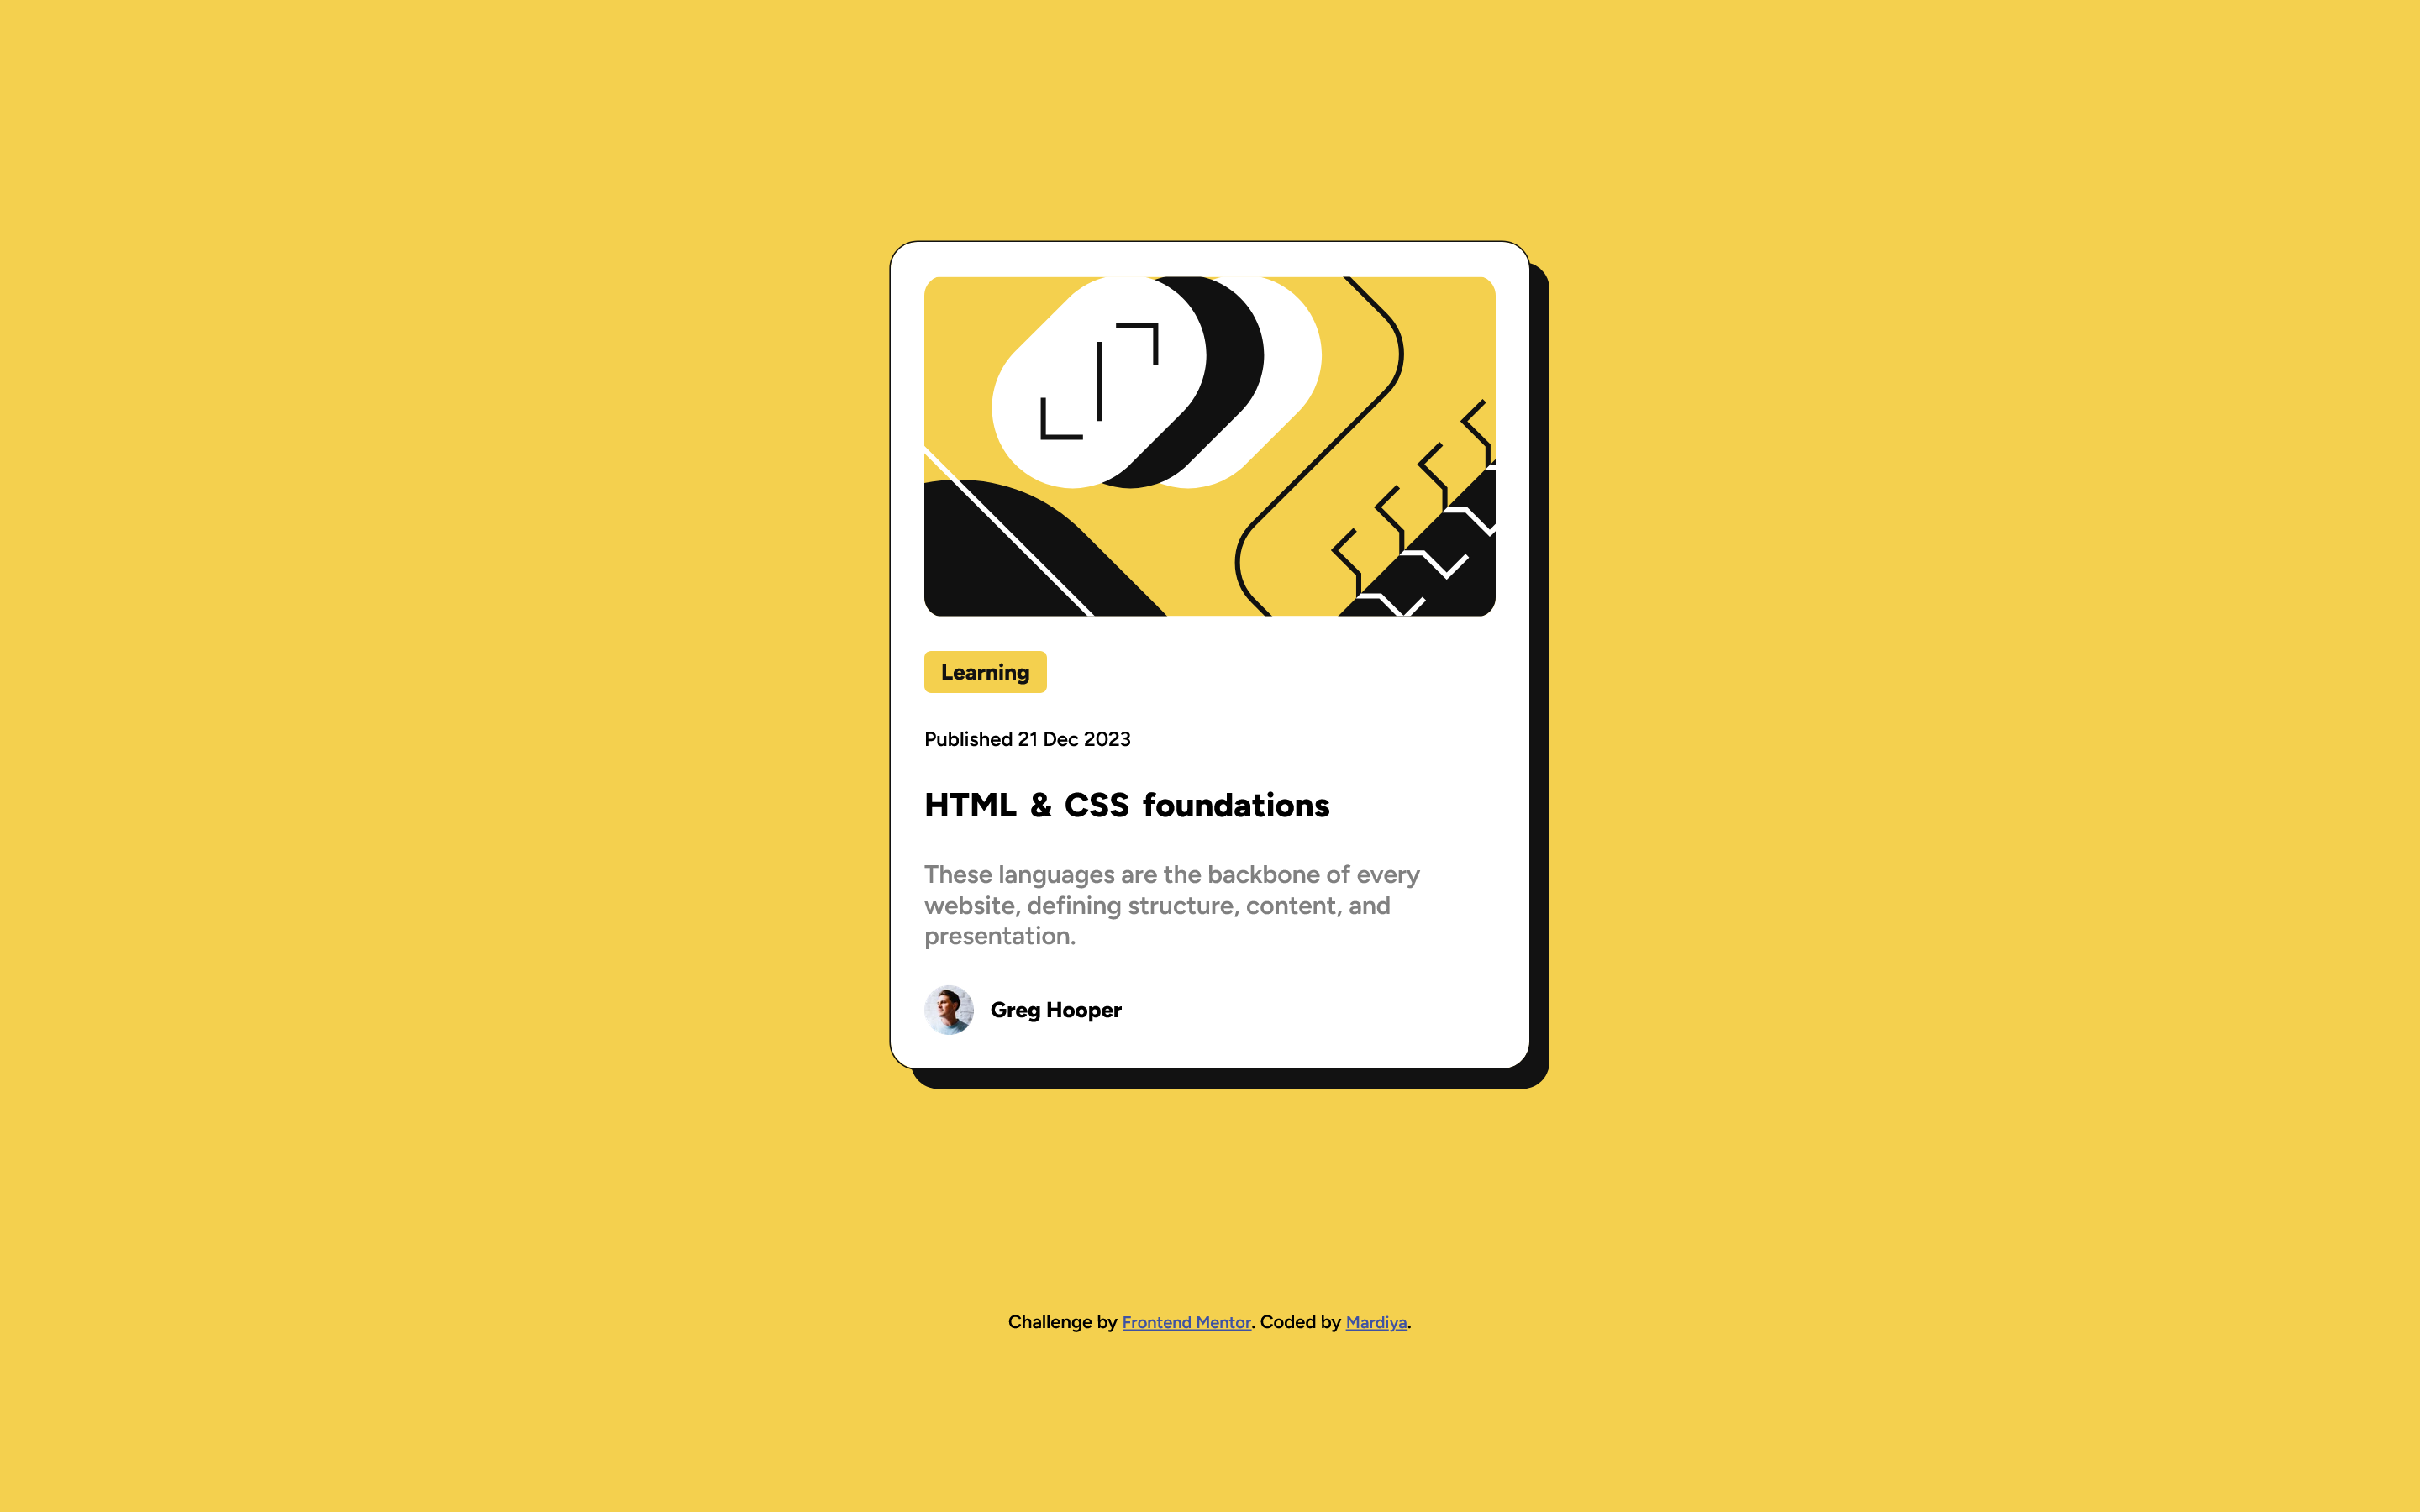 Learning
Published 21 Dec 2023
HTML & CSS foundations
These languages are the backbone of every
website, defining structure, content, and
presentation.
Greg Hooper
Challenge by Frontend Mentor. Coded by Mardiya.